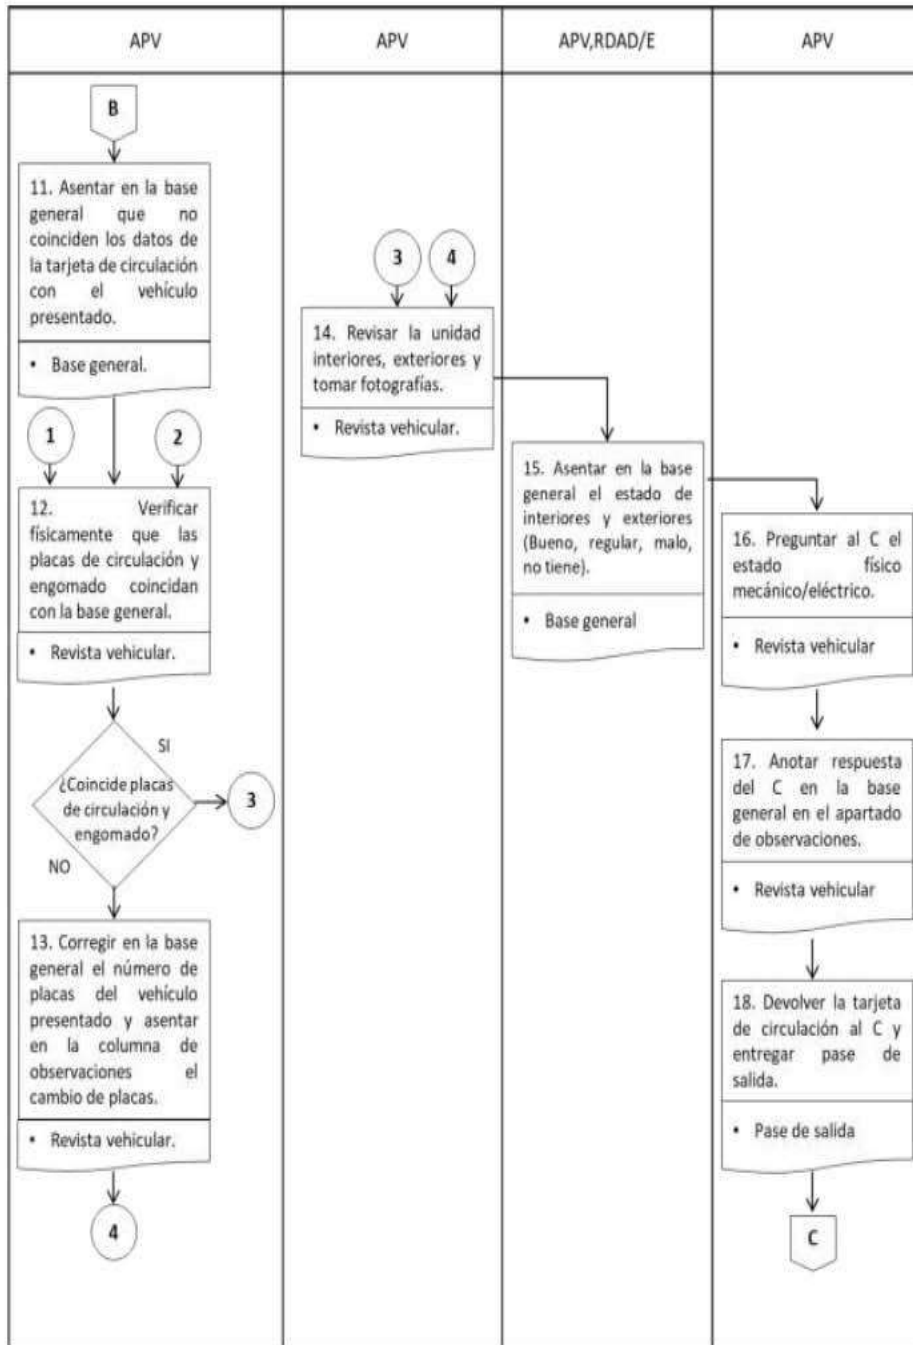 APV
APV
APV,RDAD/E
APV
B
11. Asentar en la base
general que no
coinciden los datos de
la tarjeta de circulación
con el vehículo
presentado.
• Base general.
1
2
12. Verificar
físicamente que las
placas de circulación y
engomado coincidan
con la base general.
• Revista vehicular.
SI
¿Coincide placas
de circulación y
engomado?
3
NO
13. Corregir en la base
general el número de
placas del vehículo
presentado y asentar
en la columna de
observaciones el
cambio de placas.
• Revista vehicular.
4
3
4
14. Revisar la unidad
interiores, exteriores y
tomar fotografías.
• Revista vehicular.
15. Asentar en la base
general el estado de
interiores y exteriores
(Bueno, regular, malo,
no tiene).
• Base general
16. Preguntar al C el
estado físico
mecánico/eléctrico.
• Revista vehicular
17. Anotar respuesta
del C en la base
general en el apartado
de observaciones.
• Revista vehicular
18. Devolver la tarjeta
de circulación al C y
entregar pase de
salida.
• Pase de salida
C